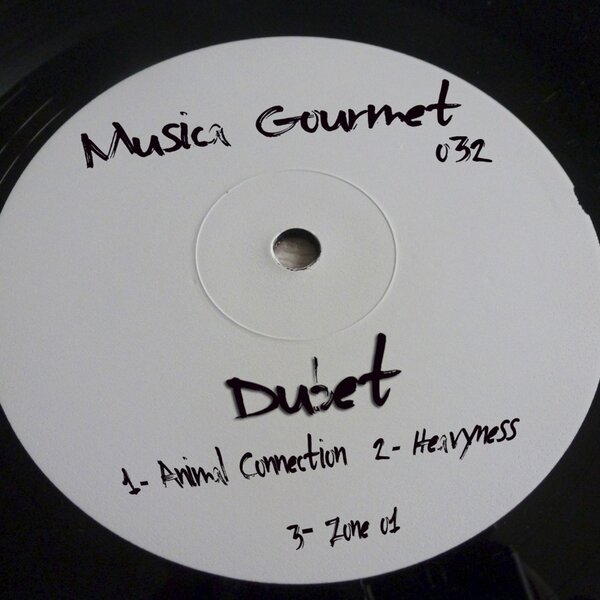 Musica Gourmet
032
Dubet
1- Animal Connection 2- Heavyness
3- Zone 01